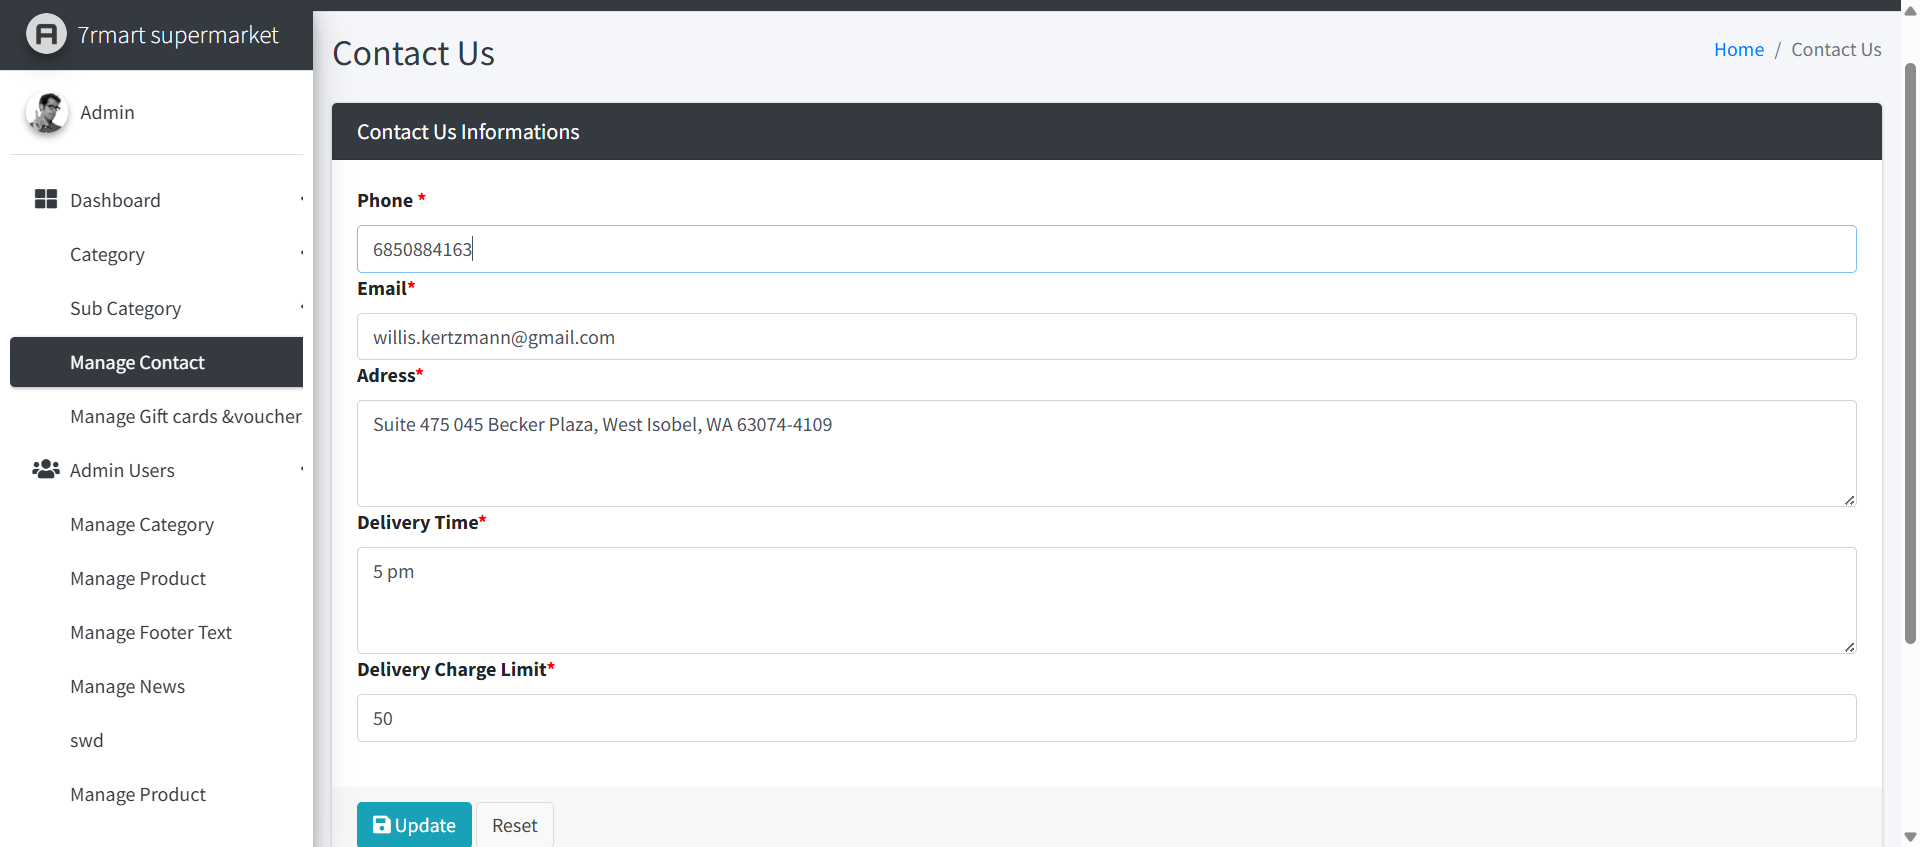 7rmart supermarket
Admin
Dashboard
Category
Sub Category
Manage Contact
Manage Gift cards &voucher
Admin Users
Manage Category
Manage Product
Manage Footer Text
Manage News
swd
Manage Product
Contact Us
Home / Contact Us
Contact Us Informations
Phone *
6850884163
Email*
willis.kertzmann@gmail.com
Adress*
Suite 475 045 Becker Plaza, West Isobel, WA 63074-4109
Delivery Time*
5 pm
Delivery Charge Limit*
50
Update
Reset